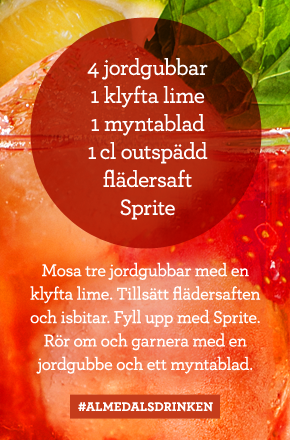 4 jordgubbar
1 klyfta lime
1 myntablad
1 cl outspädd
flädersaft
Sprite
Mosa tre jordgubbar med en
klyfta lime. Tillsätt flädersaften
och isbitar. Fyll upp med Sprite.
Rör om och garnera med en
jordgubbe och ett myntablad.
#ALMEDALSDRINKEN